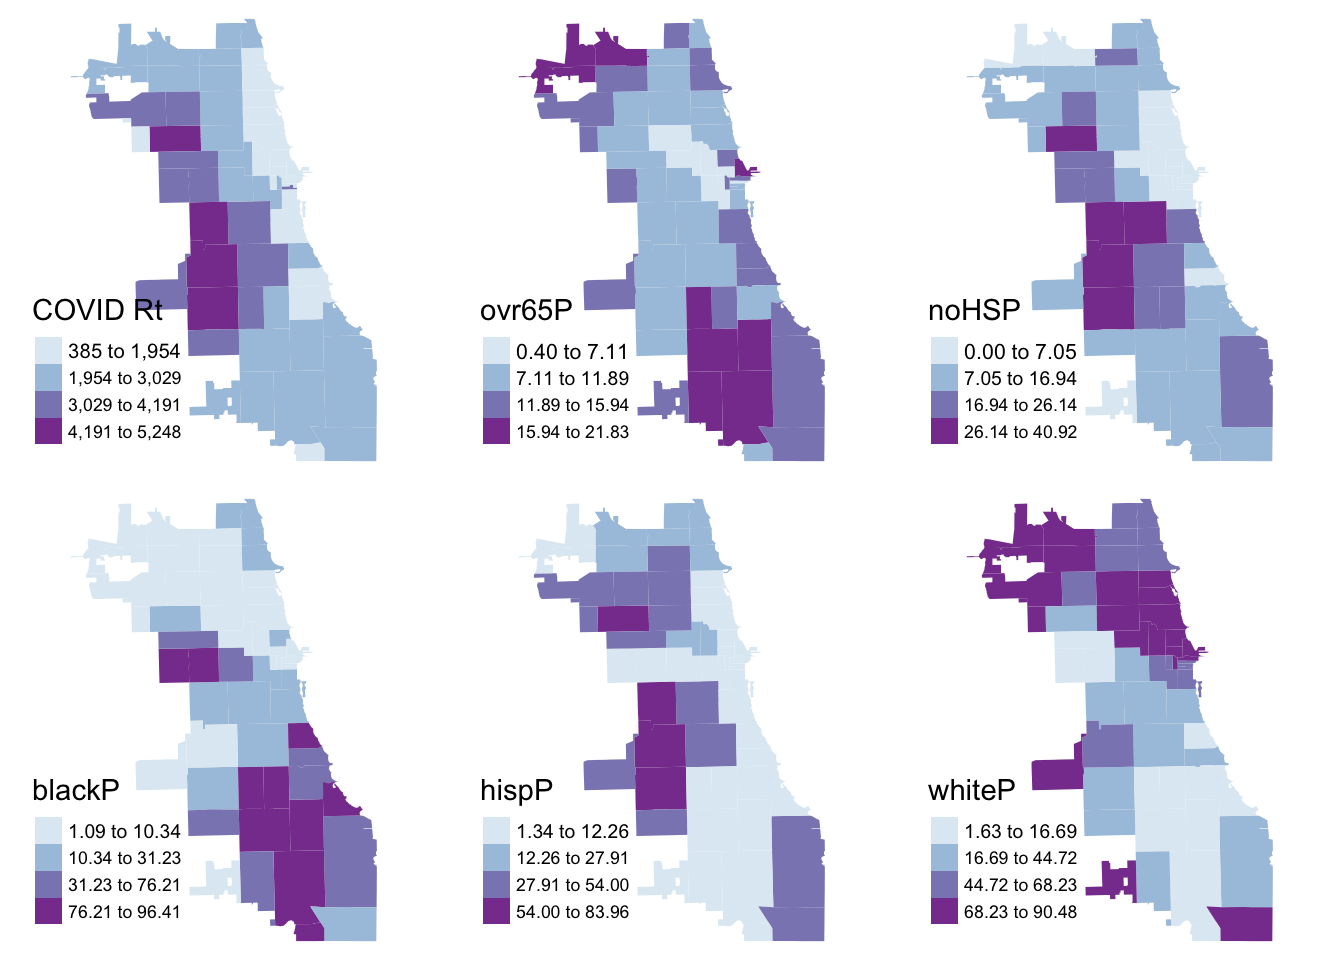 COVID Rt
385 to 1,954
1,954 to 3,029
3,029 to 4,191
4,191 to 5,248
ovr65P
0.40 to 7.11
7.11 to 11.89
11.89 to 15.94
15.94 to 21.83
noHSP
0.00 to 7.05
7.05 to 16.94
16.94 to 26.14
26.14 to 40.92
blackP
1.09 to 10.34
10.34 to 31.23
31.23 to 76.21
76.21 to 96.41
hispP
1.34 to 12.26
12.26 to 27.91
27.91 to 54.00
54.00 to 83.96
whiteP
1.63 to 16.69
16.69 to 44.72
44.72 to 68.23
68.23 to 90.48